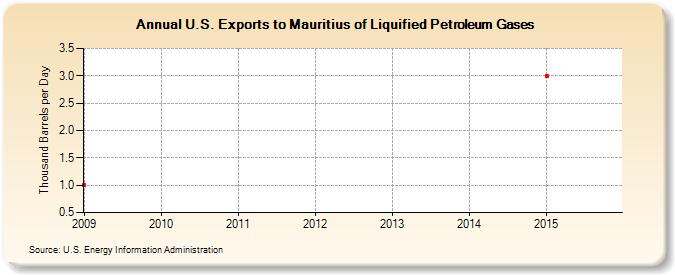 Annual U.S. Exports to Mauritius of Liquified Petroleum Gases
Thousand Barrels per Day
3.5
3.0
2.5
2.0
1.5
1.0
0.5
2009 2010 2011 2012 2013 2014 2015
Source: U.S. Energy Information Administration